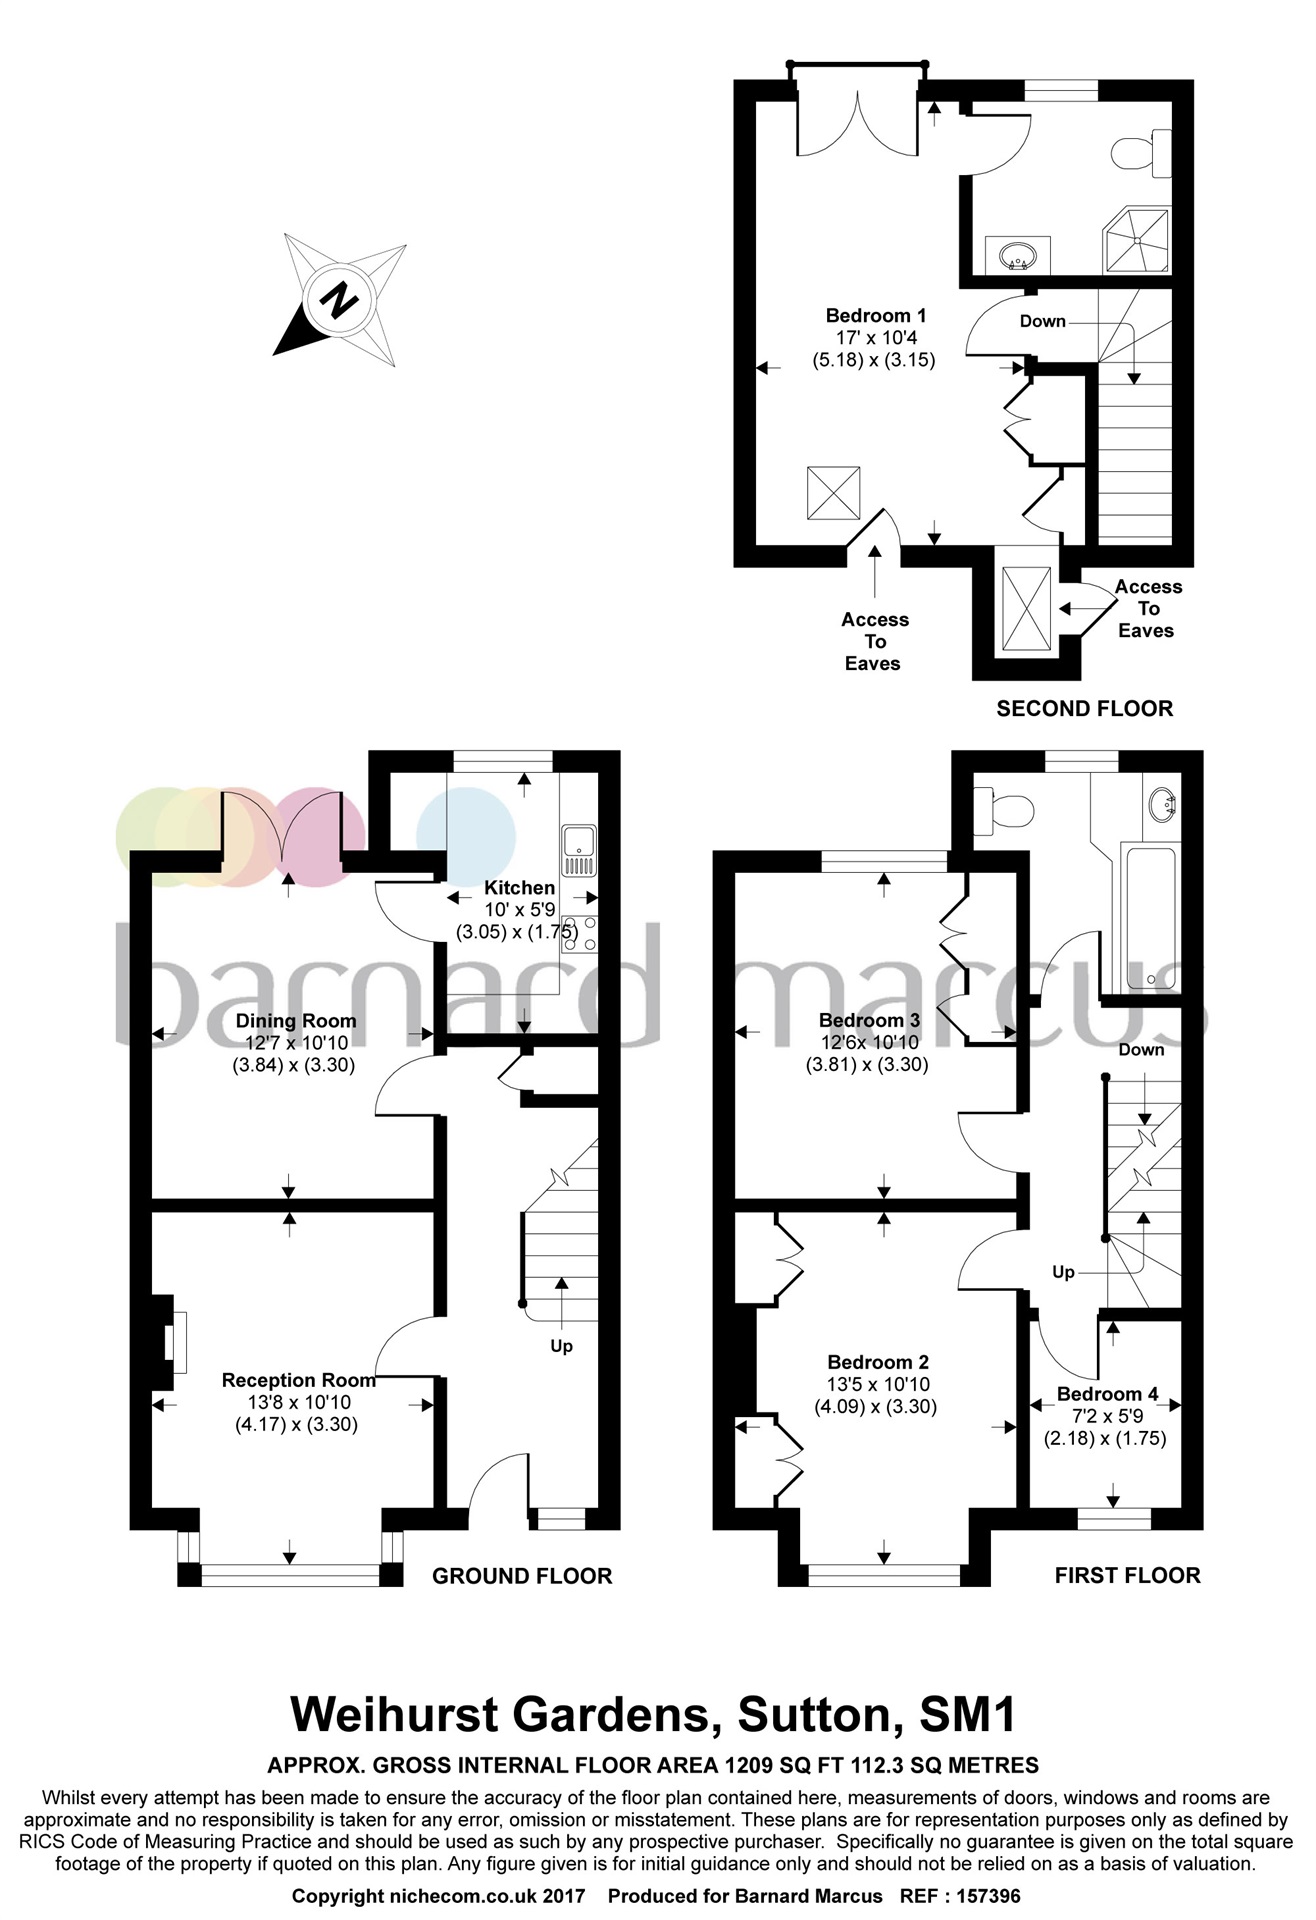 N
Bedroom 1
17' x 10'4
(5.18) x (3.15)
Down
Access
To
Eaves
Access
To
Eaves
SECOND FLOOR
Kitchen
10' x 5'9
(3.05) x (1.75)
barnard marcus
Dining Room
12'7 x 10'10
(3.84) x (3.30)
Up
Reception Room
13'8 x 10'10
(4.17) x (3.30)
GROUND FLOOR
Bedroom 3
12'6x 10'10
(3.81) x (3.30)
Down
Up
Bedroom 2
13'5 x 10'10
(4.09) x (3.30)
Bedroom 4
7'2 x 5'9
(2.18) x (1.75)
FIRST FLOOR
Weihurst Gardens, Sutton, SM1
APPROX. GROSS INTERNAL FLOOR AREA 1209 SQ FT 112.3 SQ METRES
Whilst every attempt has been made to ensure the accuracy of the floor plan contained here, measurements of doors, windows and rooms are
approximate and no responsibility is taken for any error, omission or misstatement. These plans are for representation purposes only as defined by
RICS Code of Measuring Practice and should be used as such by any prospective purchaser. Specifically no guarantee is given on the total square
footage of the property if quoted on this plan. Any figure given is for initial guidance only and should not be relied on as a basis of valuation.
Copyright nichecom.co.uk 2017 Produced for Barnard Marcus REF : 157396